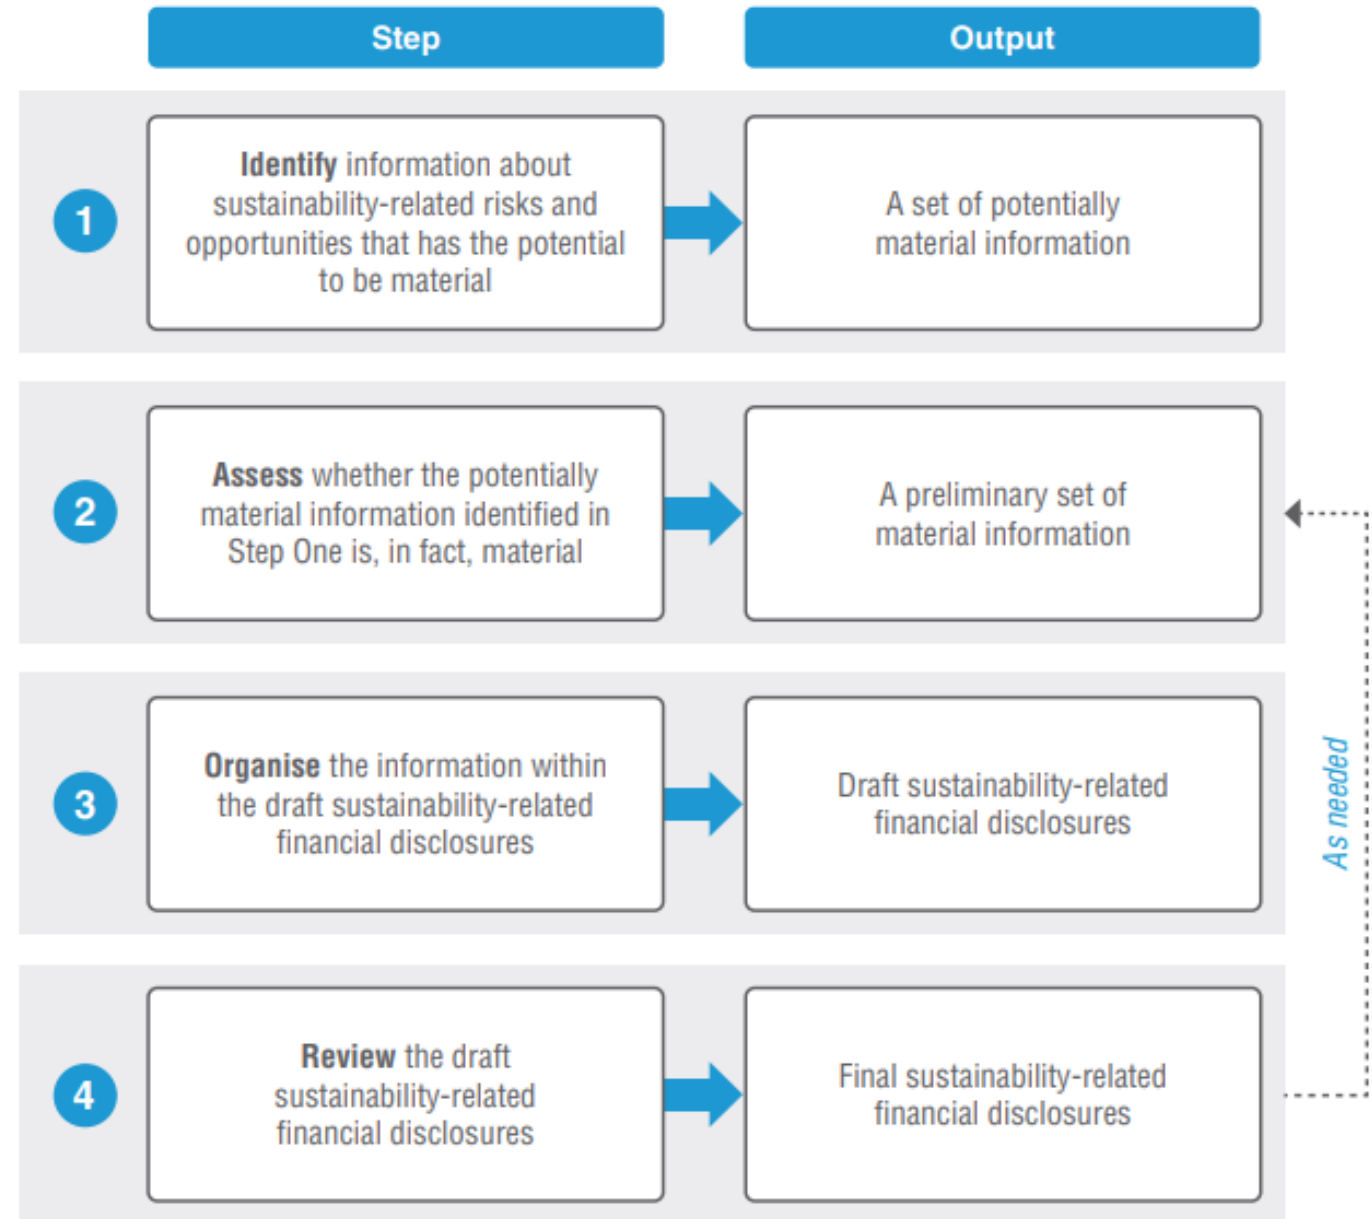 Step
Output
1
Identify information about
sustainability-related risks and
opportunities that has the potential
to be material
A set of potentially
material information
2
Assess whether the potentially
material information identified in
Step One is, in fact, material
A preliminary set of
material information
3
Organise the information within
the draft sustainability-related
financial disclosures
Draft sustainability-related
financial disclosures
As needed
4
Review the draft
sustainability-related
financial disclosures
Final sustainability-related
financial disclosures